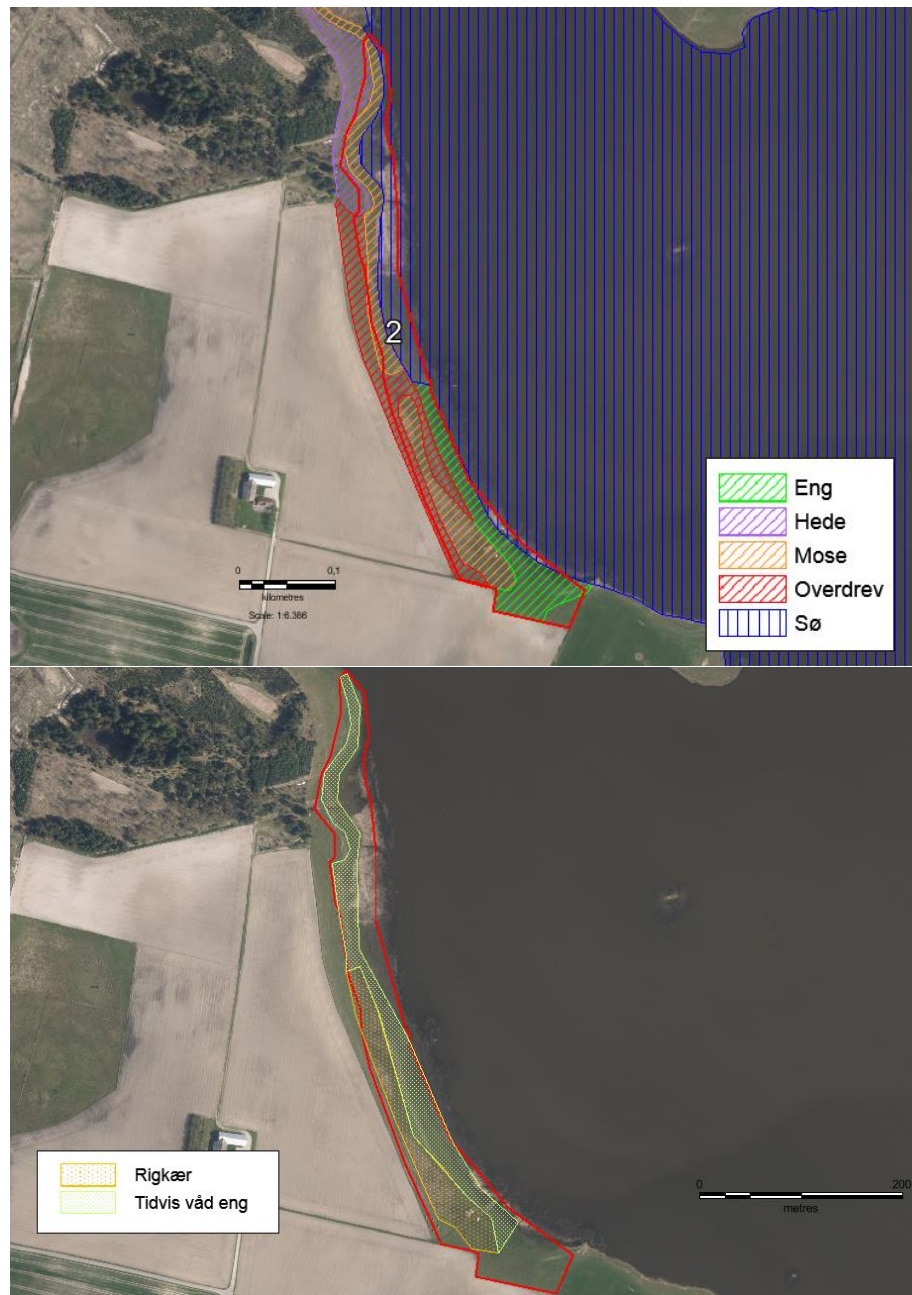 2
0
0,1
kilometres
Scale: 1:6.386
Eng
Hede
Mose
Overdrev
Sø
Rigkær
Tidvis våd eng
0
200
metres